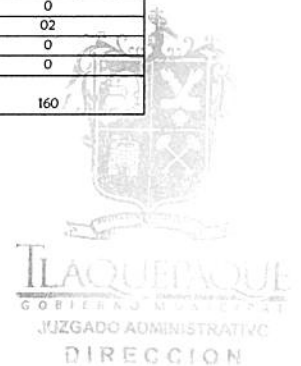 0
02
0
0
160
TLAQUEPAQUE
GOBIERNO MUNICIPAL
JUZGADO ADMINISTRATIVO
DIRECCION